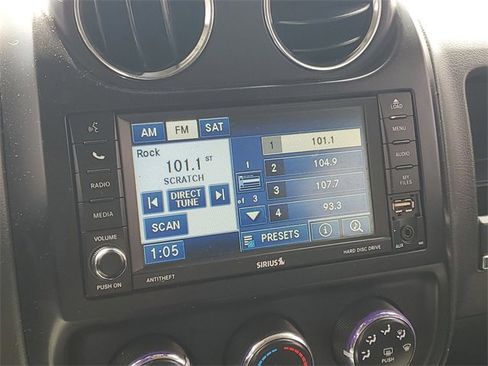 LOAD
AM FM SAT
MENU
Rock
101.1 ST
SCRATCH
DIRECT
TUNE
SCAN
1:05
1
of 3
1 101.1
2 104.9
3 107.7
4 93.3
PRESETS
RADIO
MEDIA
VOLUME
PUSH ON
AUDIO
MY
FILES
AUX
ANTITHEFT
SIRIUS
HARD DISC DRIVE
PUSH